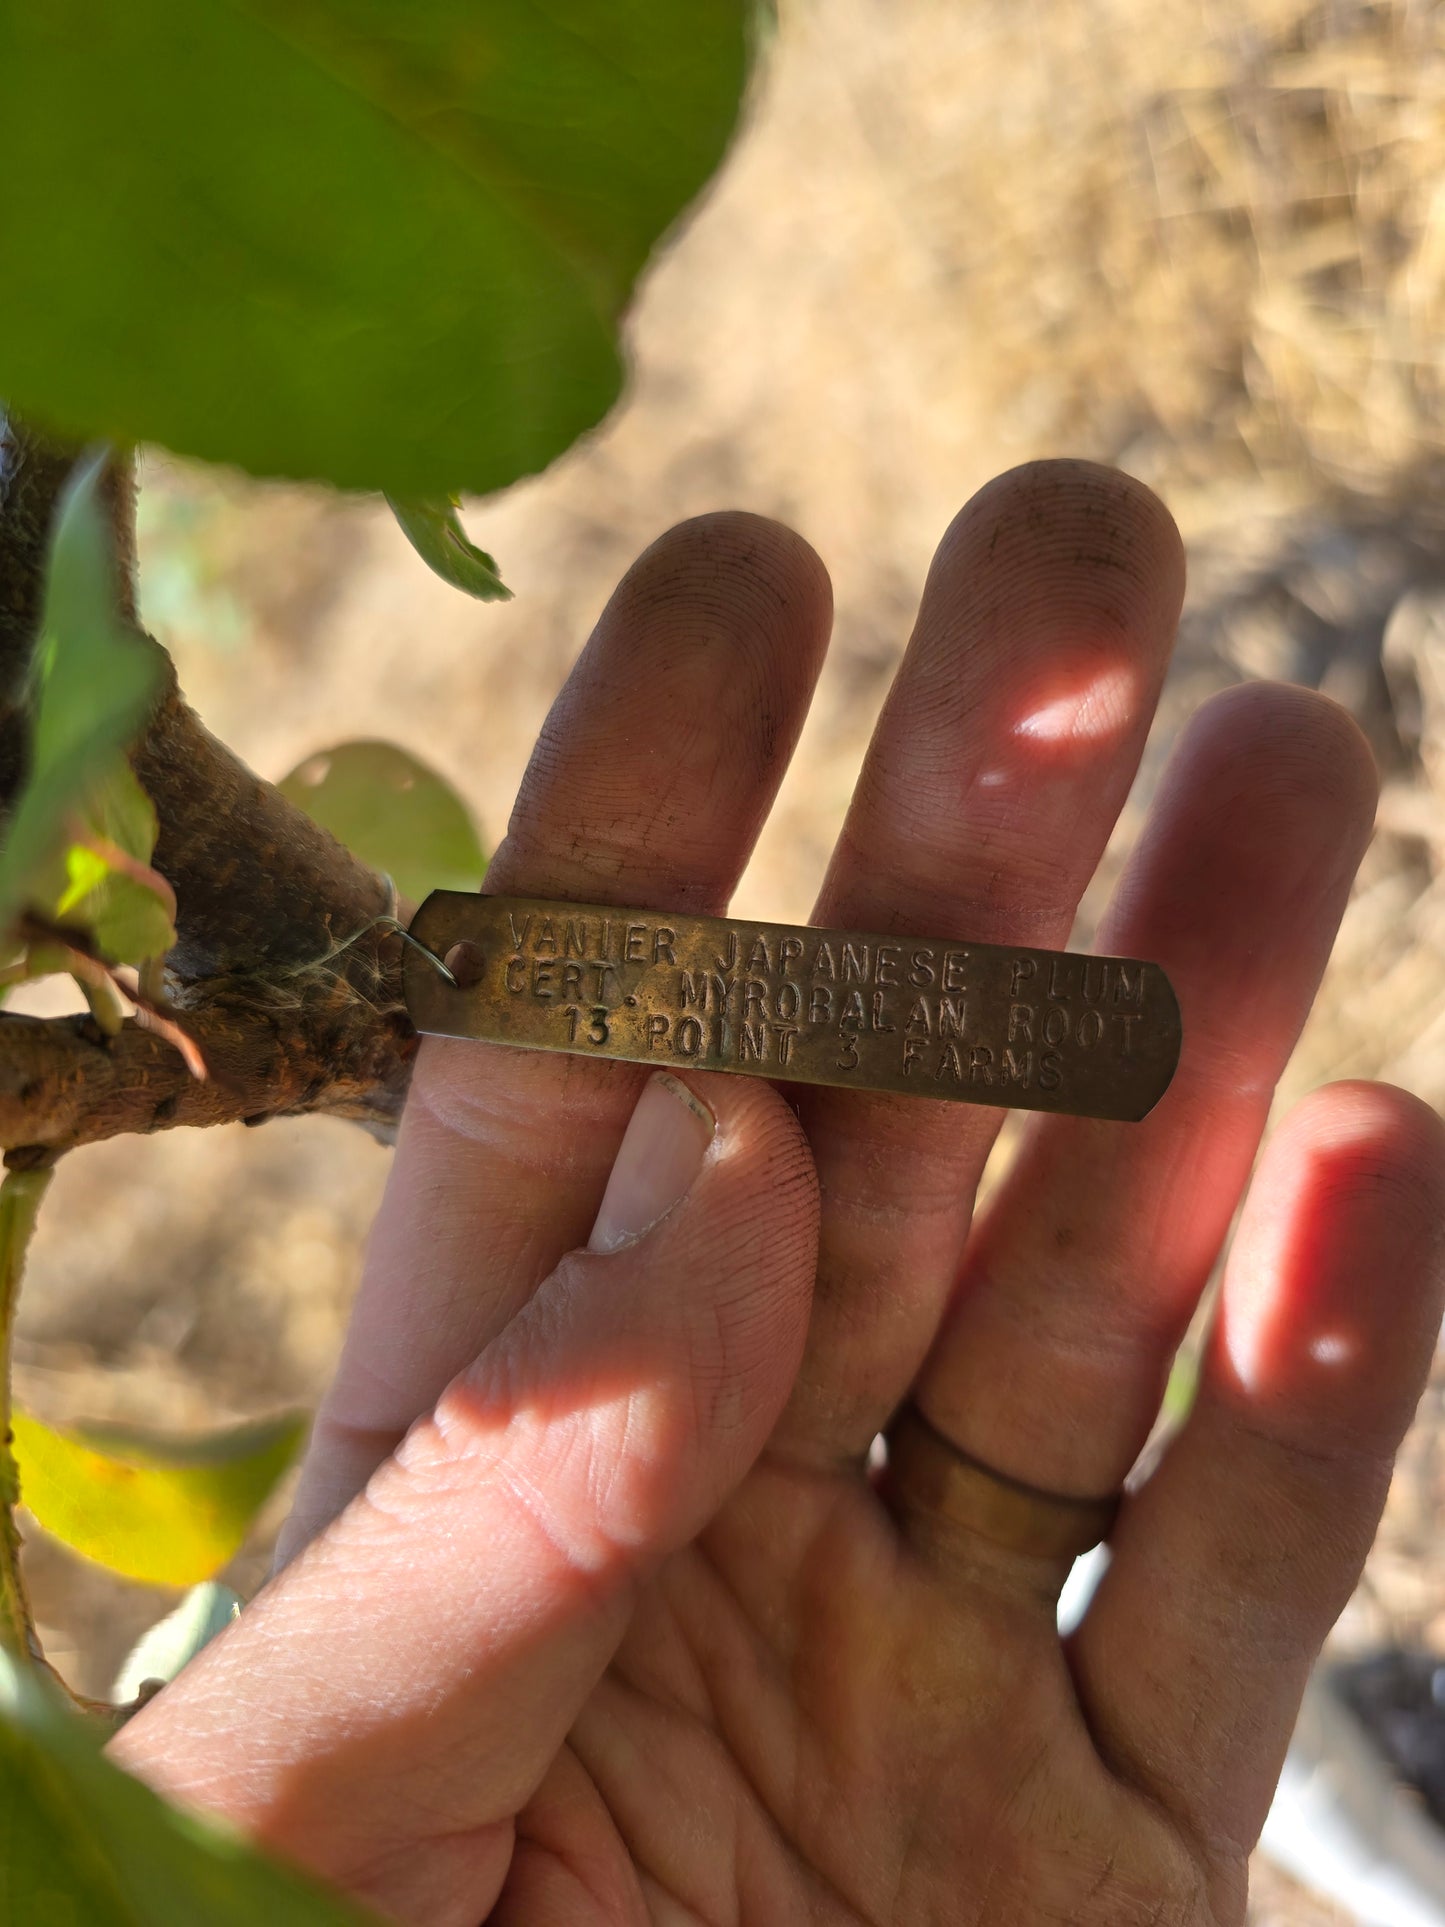 VANIER JAPANESE PLUM
CERT. MYROBALAN ROOT
13 POINT 3 FARMS